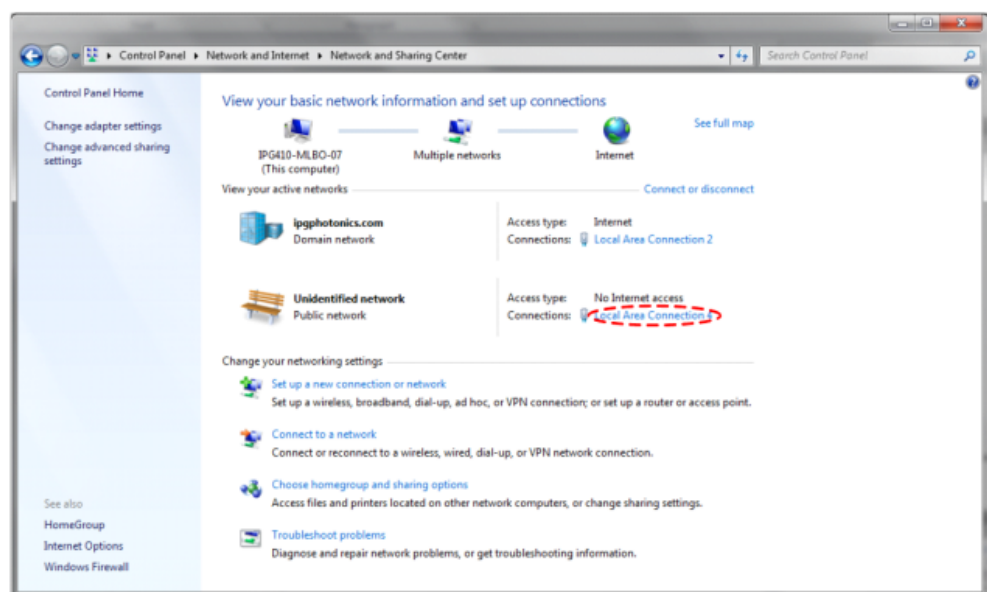 Control Panel ▸ Network and Internet ▸ Network and Sharing Center
Search Control Panel
Control Panel Home
Change adapter settings
Change advanced sharing
settings
View your basic network information and set up connections
See full map
IPG410-MLBO-07
(This computer)
Multiple networks
Internet
View your active networks
Connect or disconnect
ipgphotonics.com
Domain network
Access type: Internet
Connections: Local Area Connection 2
Unidentified network
Public network
Access type: No Internet access
Connections: Local Area Connection
Change your networking settings
Set up a new connection or network
Set up a wireless, broadband, dial-up, ad hoc, or VPN connection; or set up a router or access point.
Connect to a network
Connect or reconnect to a wireless, wired, dial-up, or VPN network connection.
Choose homegroup and sharing options
Access files and printers located on other network computers, or change sharing settings.
Troubleshoot problems
Diagnose and repair network problems, or get troubleshooting information.
See also
HomeGroup
Internet Options
Windows Firewall